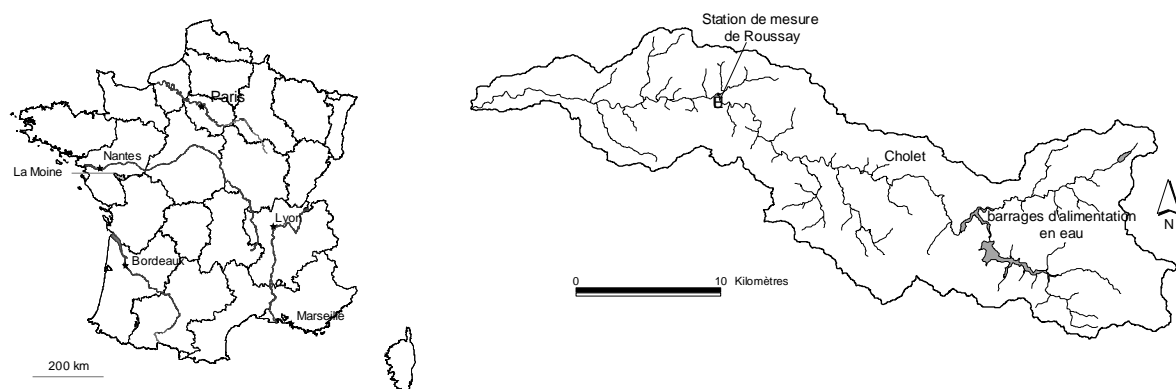 Paris
Nantes
La Moine
Lyon
Bordeaux
Marseille
200 km
Station de mesure
de Roussay
Cholet
barrages d'alimentation
en eau
N
0
10 Kilomètres